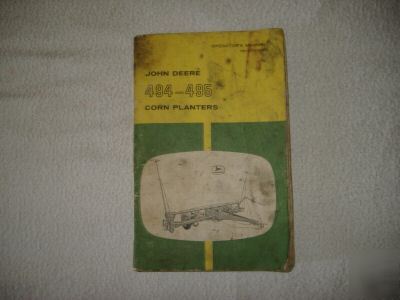 OPERATOR'S MANUAL
JOHN DEERE
494-495
CORN PLANTERS